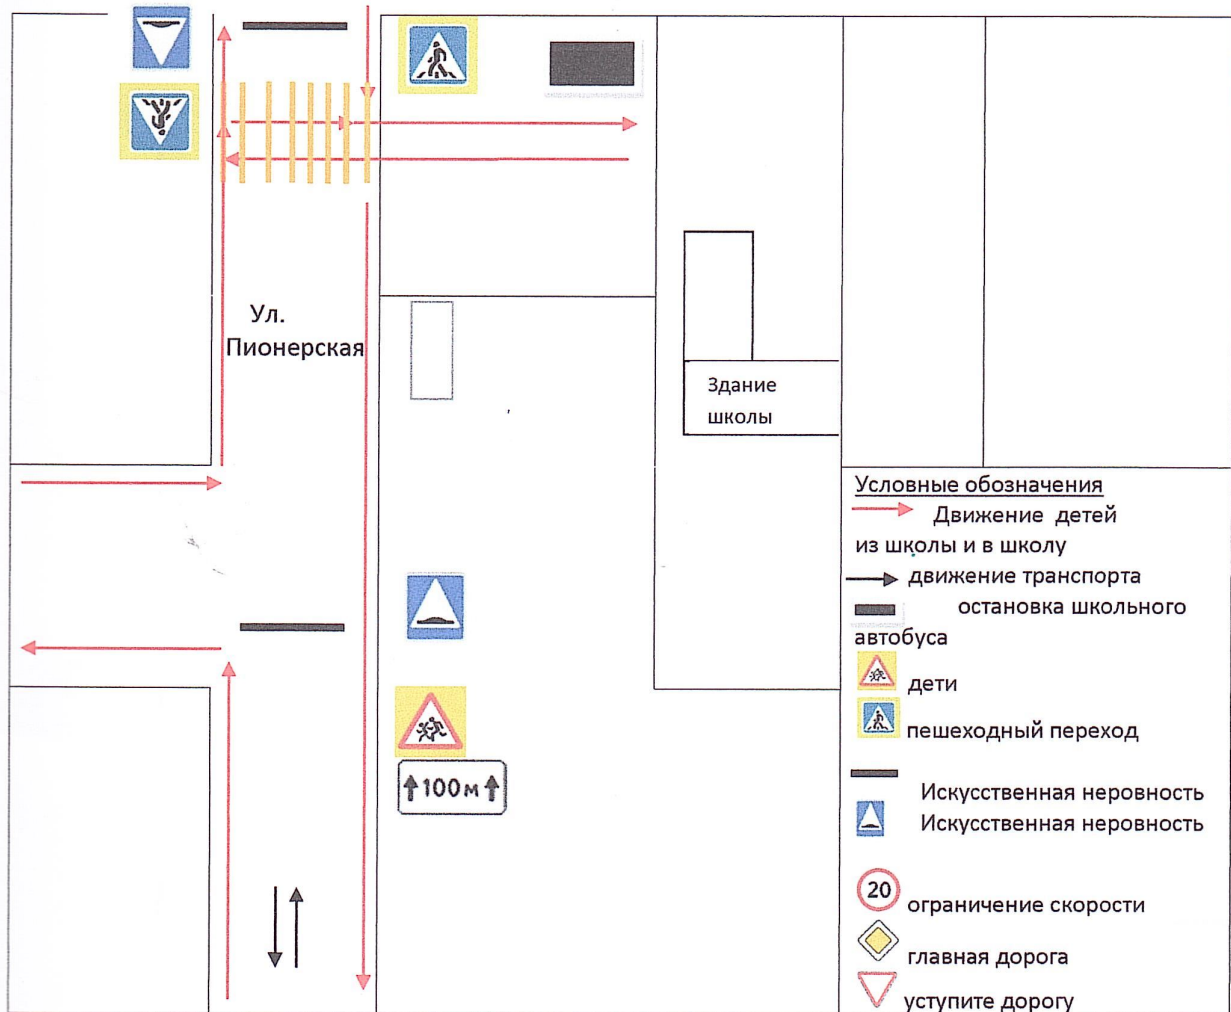 Ул.
Пионерская
Здание
школы
100м
Условные обозначения
Движение детей
из школы и в школу
движение транспорта
остановка школьного
автобуса
дети
пешеходный переход
Искусственная неровность
Искусственная неровность
20
ограничение скорости
главная дорога
уступите дорогу